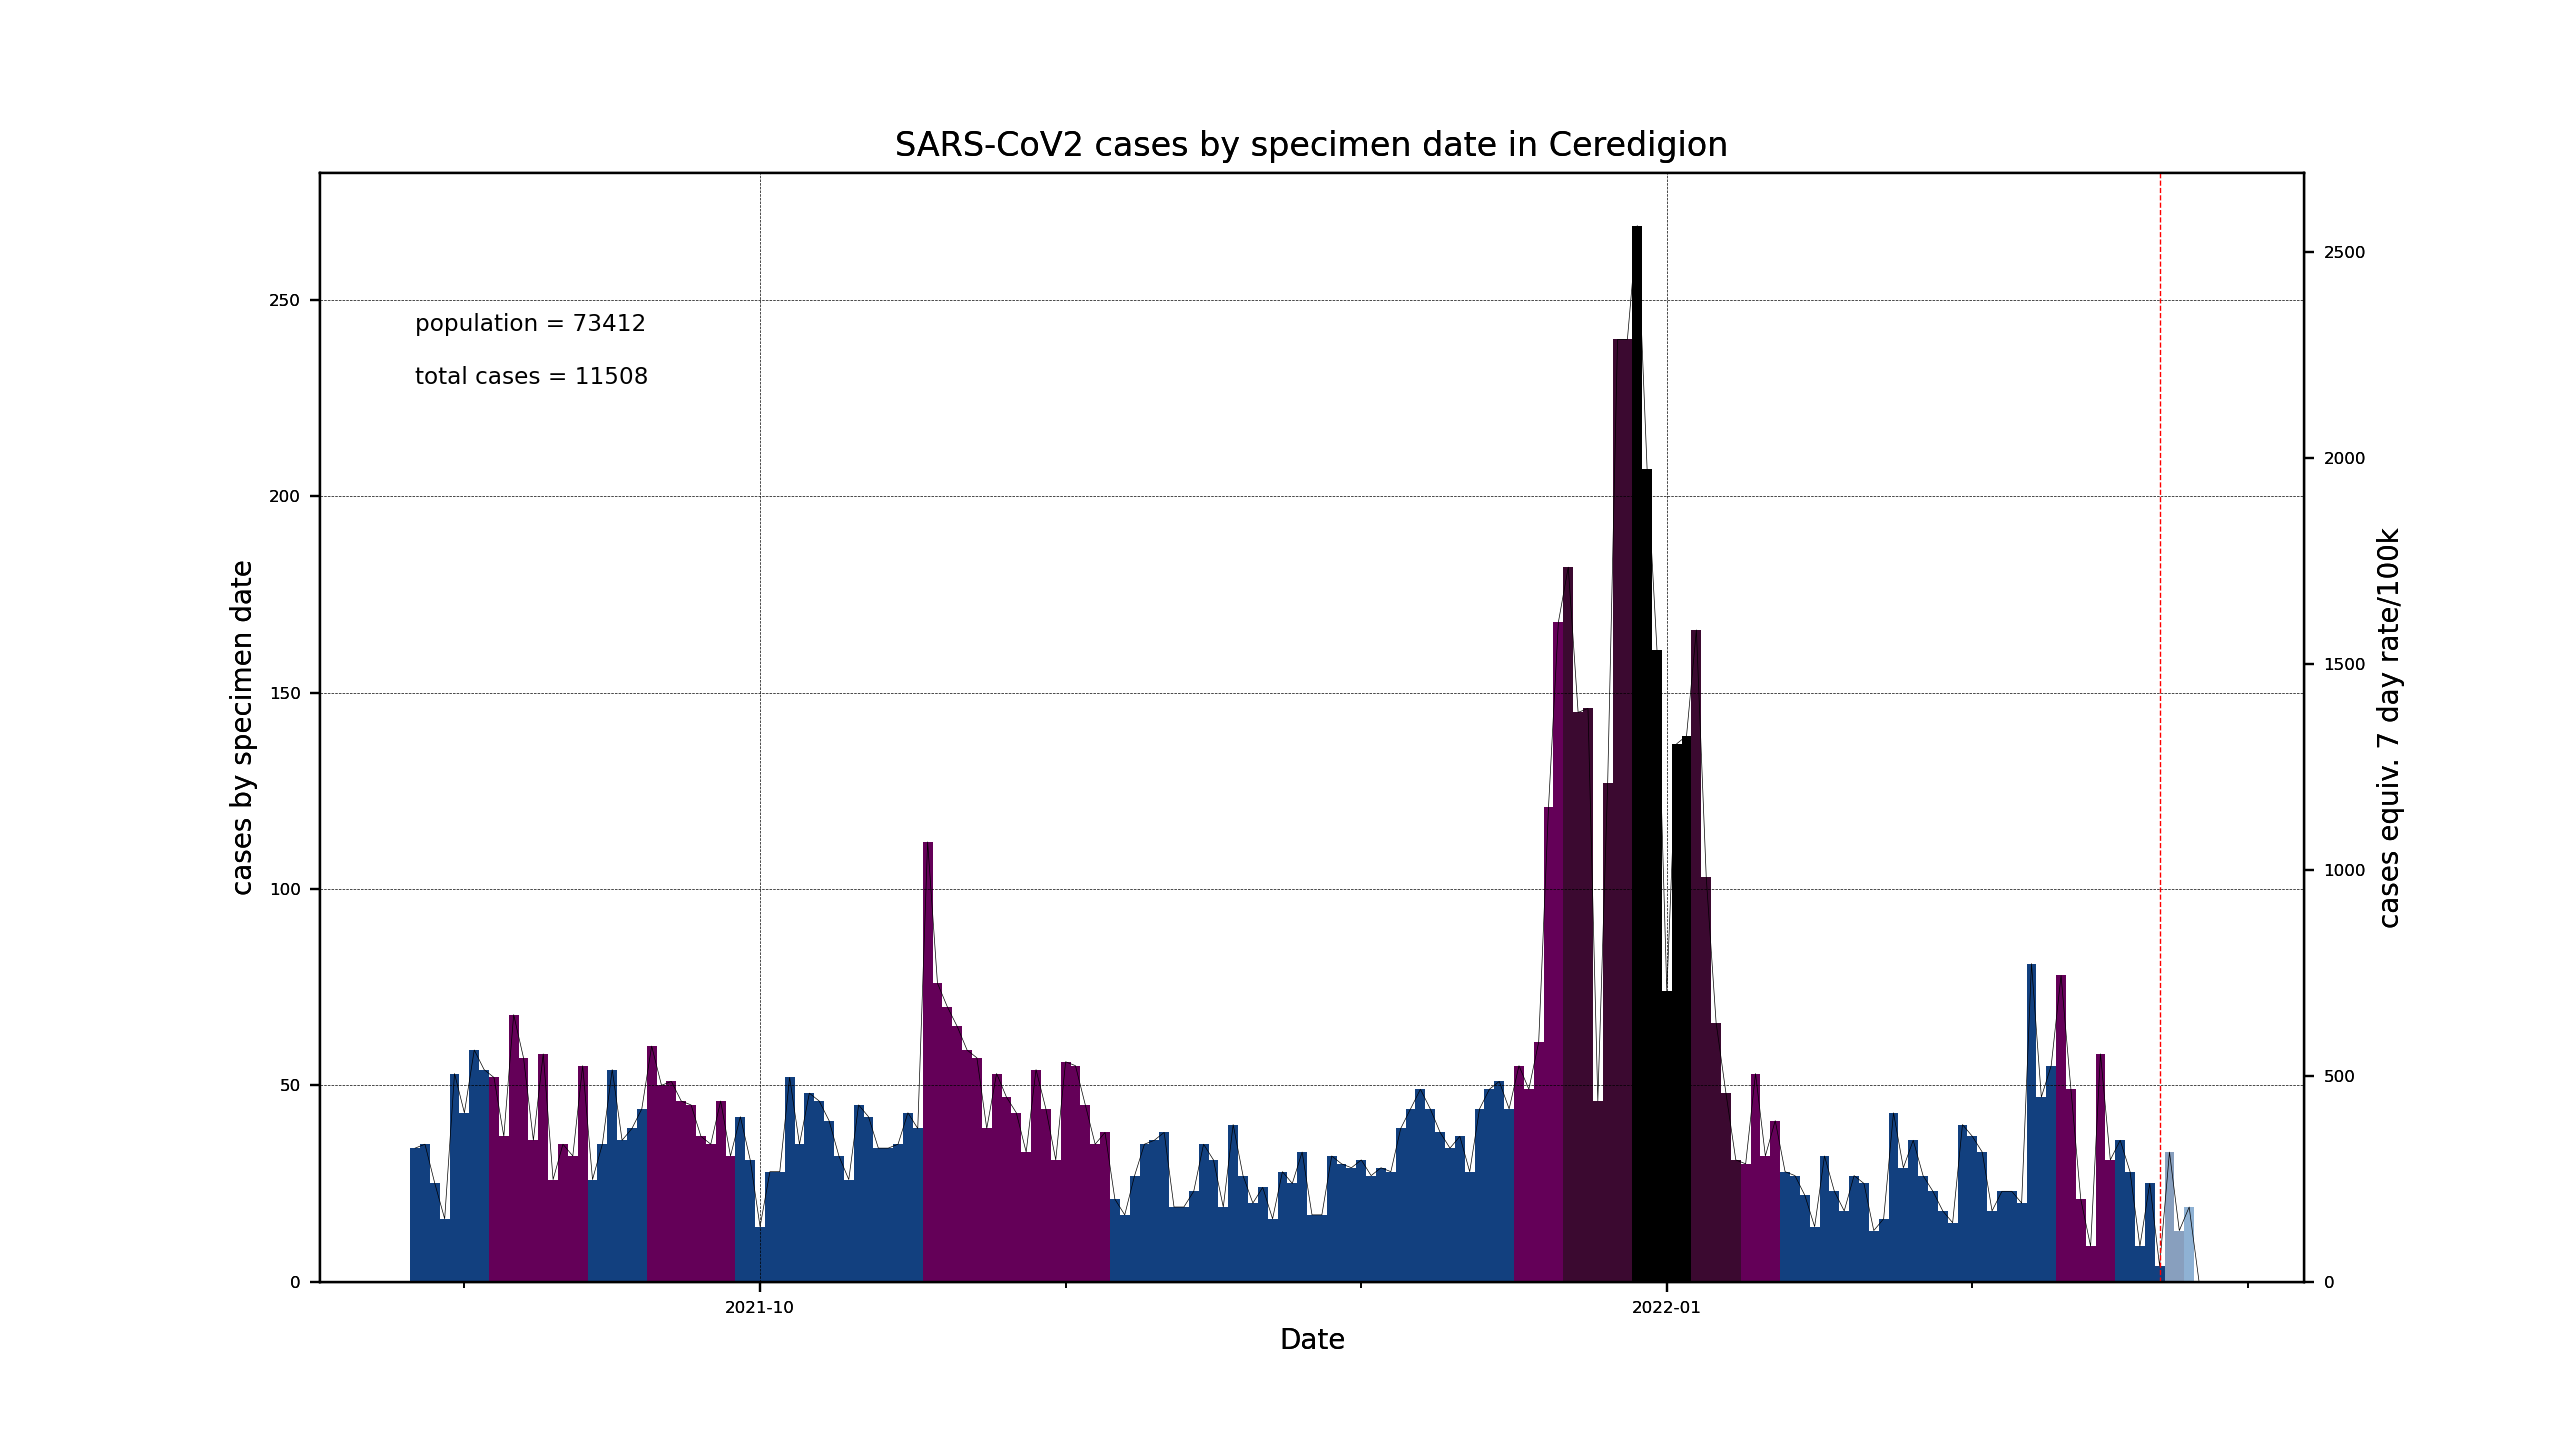 SARS-CoV2 cases by specimen date in Ceredigion
population = 73412
total cases = 11508
cases by specimen date
250
200
150
100
50
0
2500
2000
1500
1000
500
0
cases equiv. 7 day rate/100k
2021-10
2022-01
Date